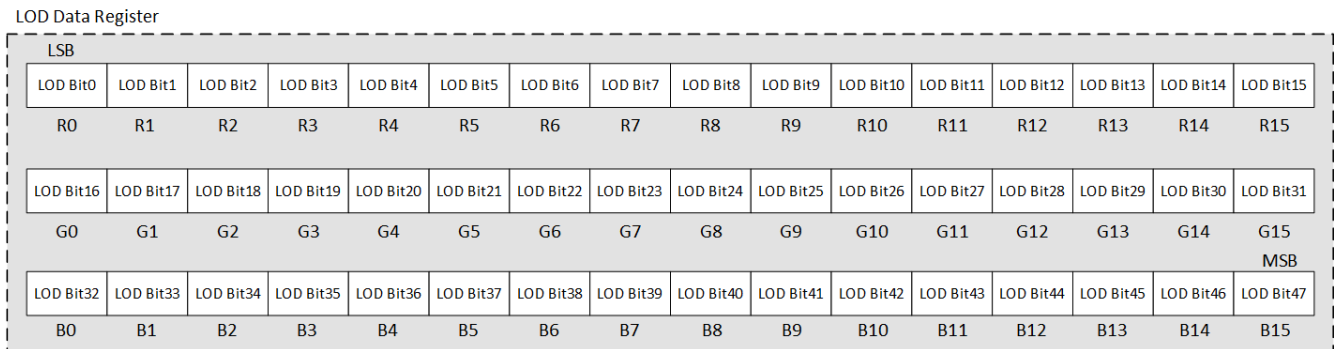 LOD Data Register
LSB
LOD Bit0 LOD Bit1 LOD Bit2 LOD Bit3 LOD Bit4 LOD Bit5 LOD Bit6 LOD Bit7 LOD Bit8 LOD Bit9 LOD Bit10 LOD Bit11 LOD Bit12 LOD Bit13 LOD Bit14 LOD Bit15
R0 R1 R2 R3 R4 R5 R6 R7 R8 R9 R10 R11 R12 R13 R14 R15
LOD Bit16 LOD Bit17 LOD Bit18 LOD Bit19 LOD Bit20 LOD Bit21 LOD Bit22 LOD Bit23 LOD Bit24 LOD Bit25 LOD Bit26 LOD Bit27 LOD Bit28 LOD Bit29 LOD Bit30 LOD Bit31
G0 G1 G2 G3 G4 G5 G6 G7 G8 G9 G10 G11 G12 G13 G14 G15
MSB
LOD Bit32 LOD Bit33 LOD Bit34 LOD Bit35 LOD Bit36 LOD Bit37 LOD Bit38 LOD Bit39 LOD Bit40 LOD Bit41 LOD Bit42 LOD Bit43 LOD Bit44 LOD Bit45 LOD Bit46 LOD Bit47
B0 B1 B2 B3 B4 B5 B6 B7 B8 B9 B10 B11 B12 B13 B14 B15